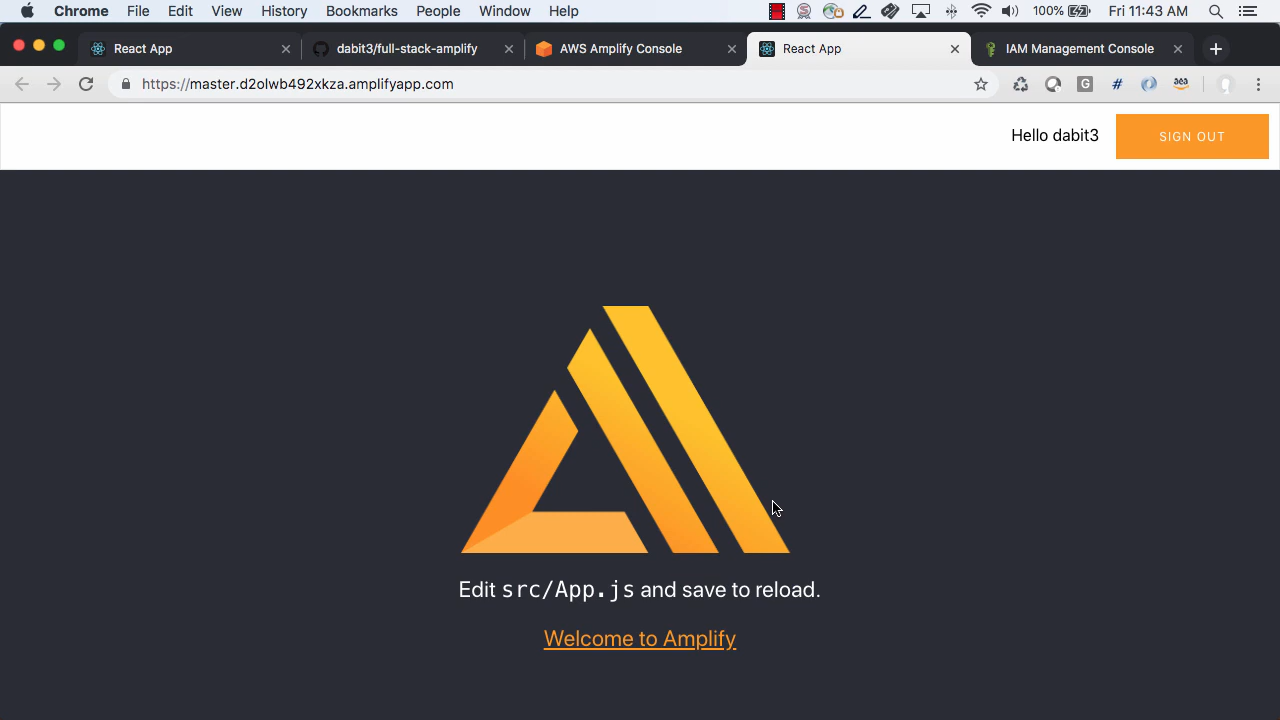 Chrome File Edit View History Bookmarks People Window Help 100% Fri 11:43 AM
React App dabit3/full-stack-amplify AWS Amplify Console React App IAM Management Console
https://master.d2olwb492xkza.amplifyapp.com G # aea
Hello dabit3 SIGN OUT
Edit src/App.js and save to reload.
Welcome to Amplify